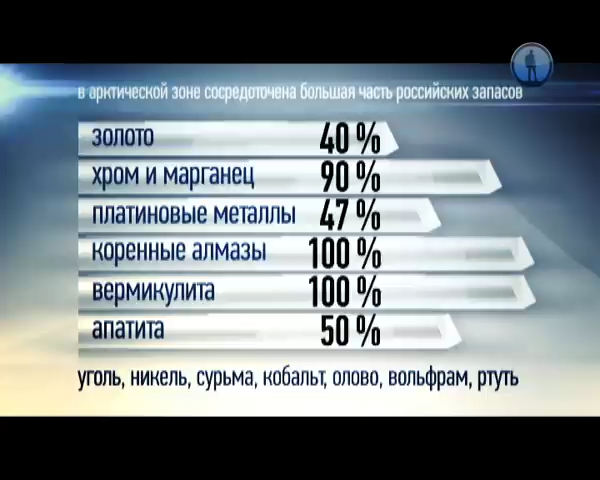 в арктической зоне сосредоточена большая часть российских запасов
золото 40 %
хром и марганец 90 %
платиновые металлы 47 %
коренные алмазы 100 %
вермикулита 100 %
апатита 50 %
уголь, никель, сурьма, кобальт, олово, вольфрам, ртуть